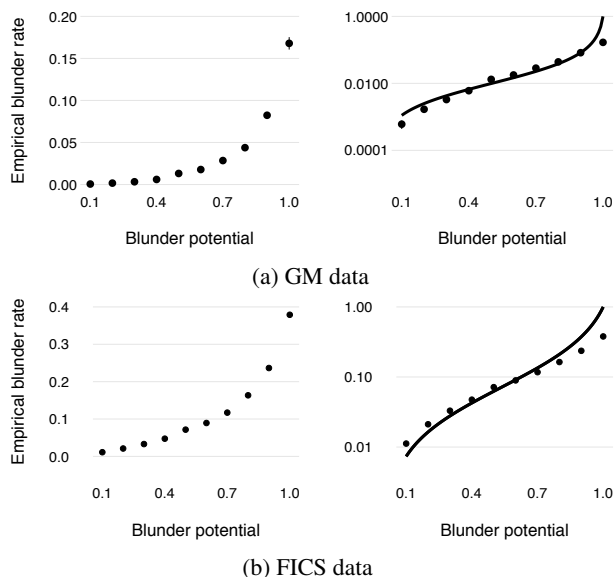 Empirical blunder rate
0.20
0.15
0.10
0.05
0.00
0.1 0.4 0.7 1.0
Blunder potential
1.0000
0.0100
0.0001
0.1 0.4 0.7 1.0
Blunder potential
(a) GM data
Empirical blunder rate
0.4
0.3
0.2
0.1
0.0
0.1 0.4 0.7 1.0
Blunder potential
1.00
0.10
0.01
0.1 0.4 0.7 1.0
Blunder potential
(b) FICS data